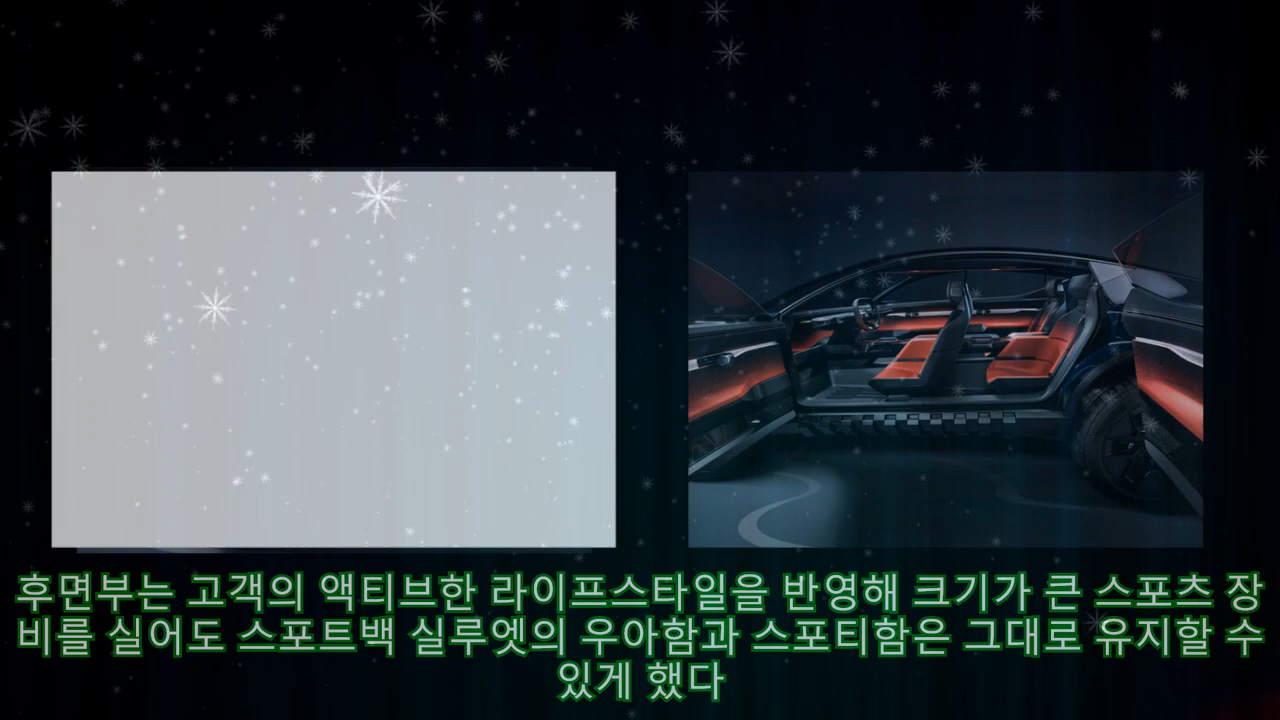 후면부는 고객의 액티브한 라이프스타일을 반영해 크기가 큰 스포츠 장
비를 실어도 스포트백 실루엣의 우아함과 스포티함은 그대로 유지할 수
있게 했다